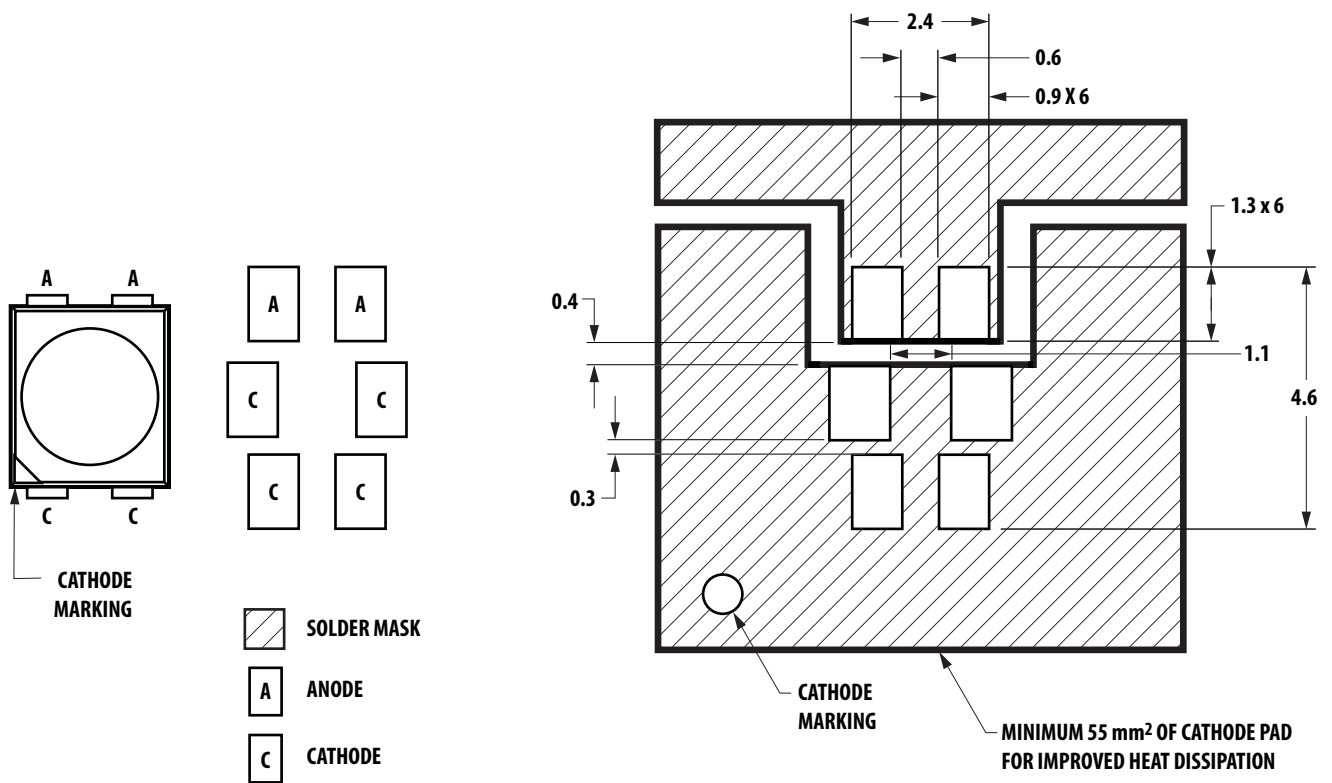 2.4
0.6
0.9 X 6
1.3 x 6
0.4
1.1
4.6
0.3
A A
C C
CATHODE
MARKING
A A
C C
C C
SOLDER MASK
A ANODE
C CATHODE
CATHODE
MARKING
MINIMUM 55 mm² OF CATHODE PAD
FOR IMPROVED HEAT DISSIPATION